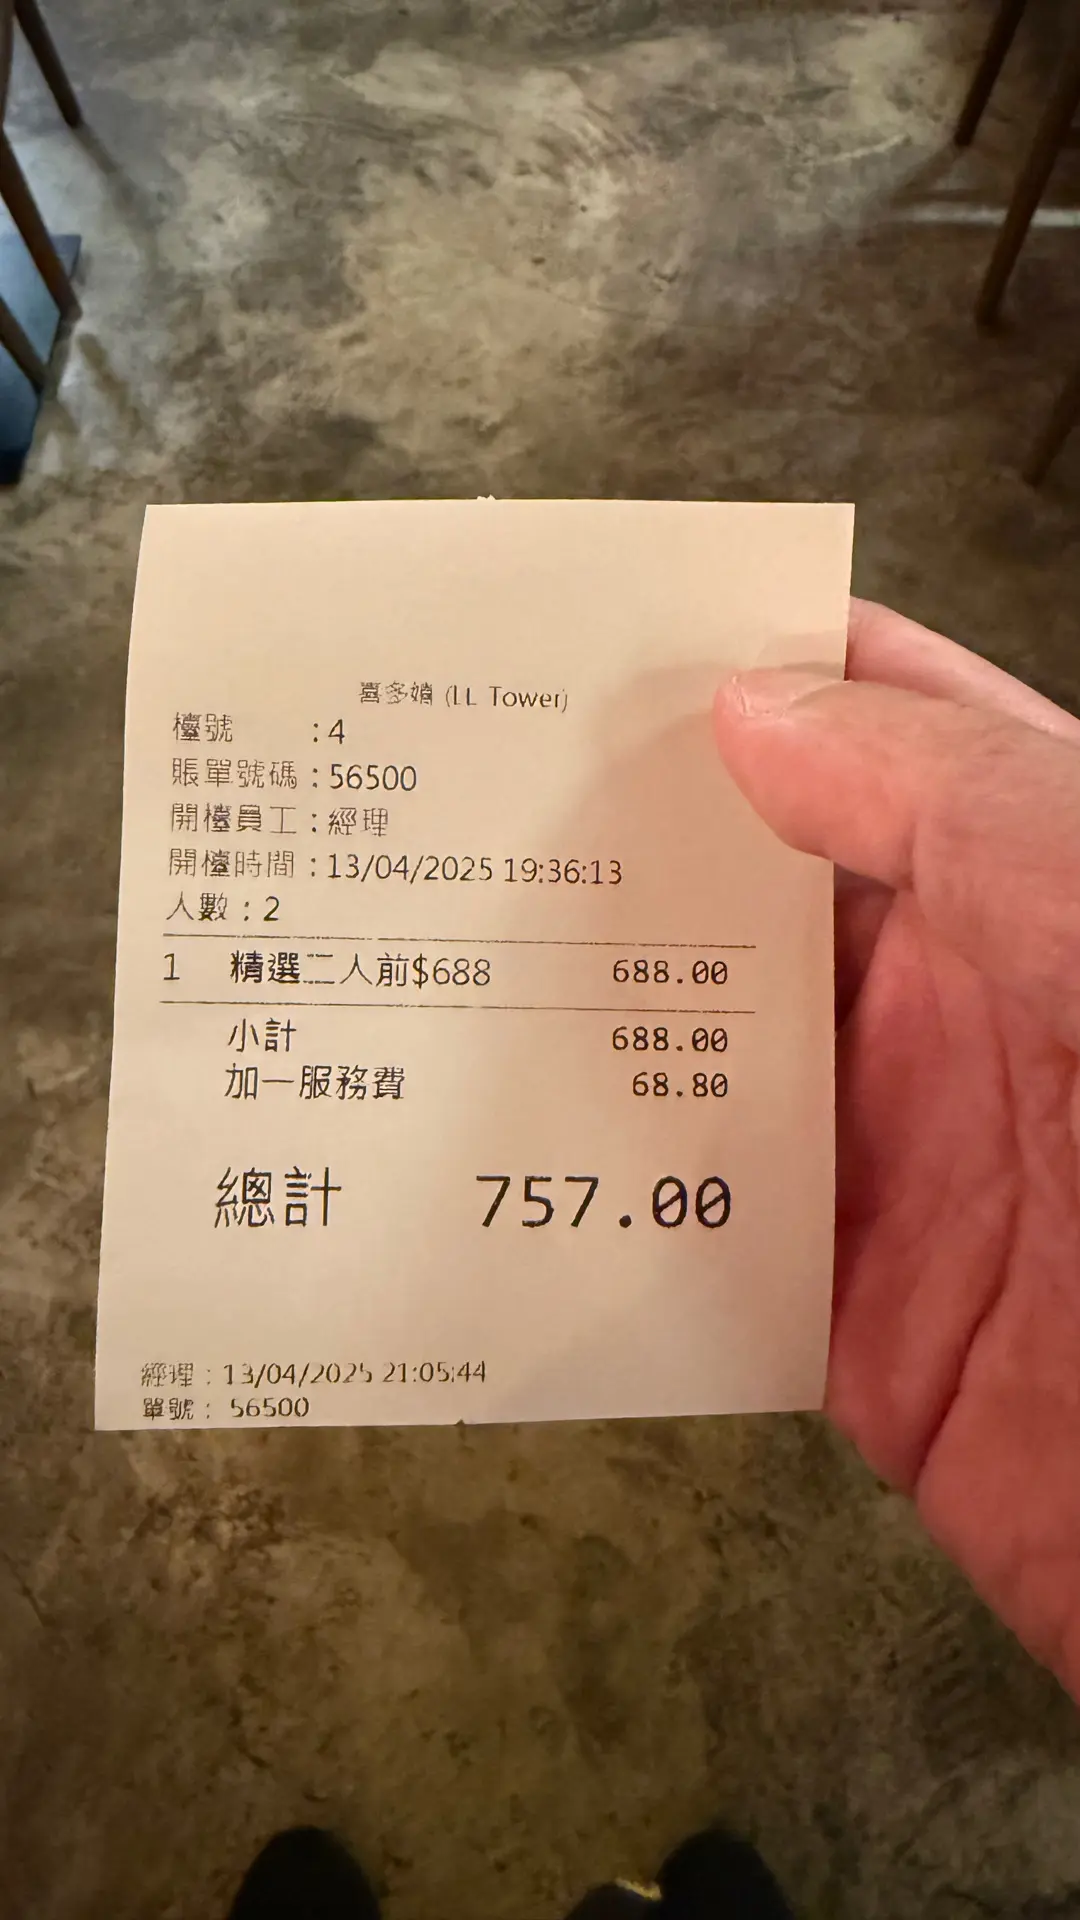 喜多嫡 (LL Tower)
檯號 : 4
賬單號碼 : 56500
開檯員工 : 經理
開檯時間 : 13/04/2025 19:36:13
人數 : 2
1 精選二人前$688 688.00
小計 688.00
加一服務費 68.80
總計 757.00
經理 : 13/04/2025 21:05:44
單號 : 56500